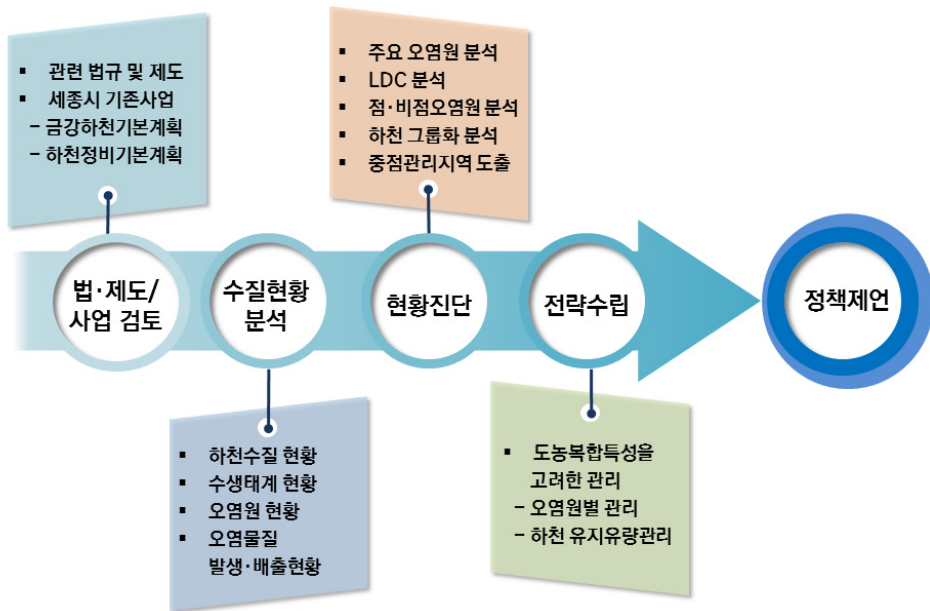 ▪ 관련 법규 및 제도
▪ 세종시 기존사업
– 금강하천기본계획
– 하천정비기본계획
▪ 주요 오염원 분석
▪ LDC 분석
▪ 점·비점오염원 분석
▪ 하천 그룹화 분석
▪ 중점관리지역 도출
법·제도/
사업 검토
수질현황
분석
현황진단
전략수립
정책제언
▪ 하천수질 현황
▪ 수생태계 현황
▪ 오염원 현황
▪ 오염물질
발생·배출현황
▪ 도농복합특성을
고려한 관리
– 오염원별 관리
– 하천 유지유량관리